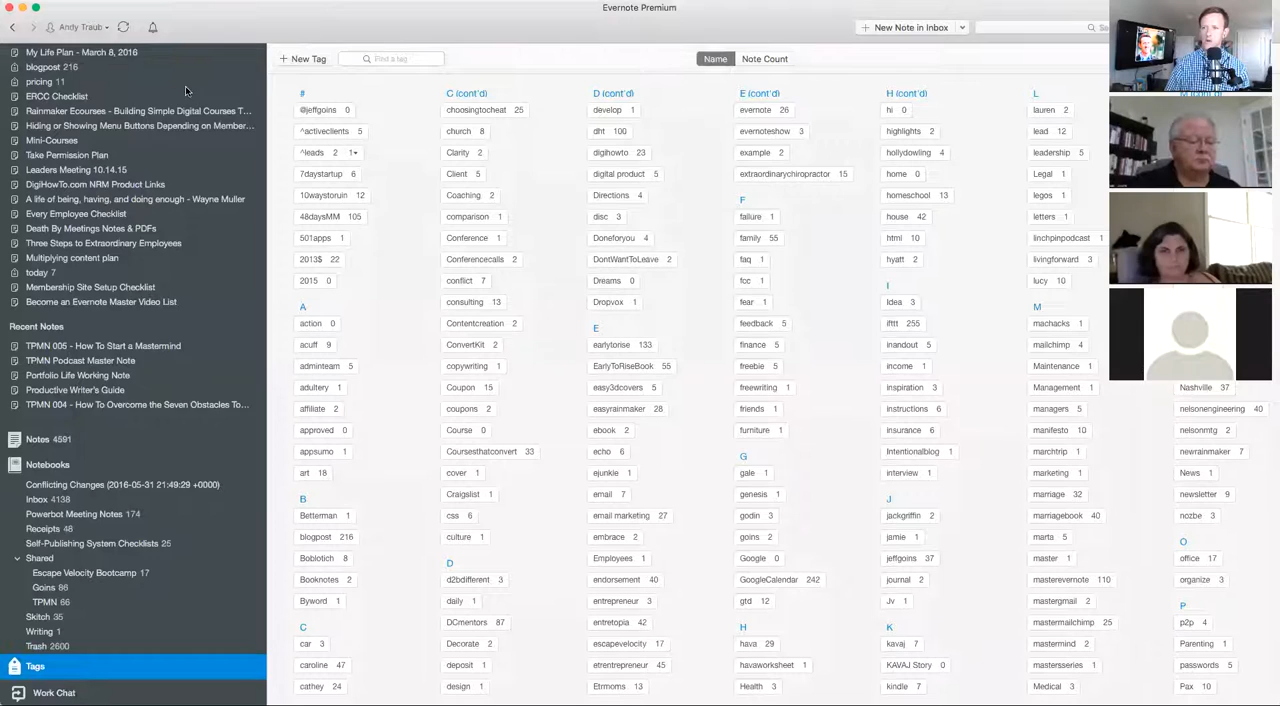 Evernote Premium
Andy Traub
New Note in Inbox
My Life Plan - March 8, 2016
blogpost 216
pricing 11
ERCC Checklist
Rainmaker Ecourses - Building Simple Digital Courses T...
Hiding or Showing Menu Buttons Depending on Member...
Mini-Courses
Take Permission Plan
Leaders Meeting 10.14.15
DigiHowTo.com NRM Product Links
A life of being, having, and doing enough - Wayne Muller
Every Employee Checklist
Death By Meetings Notes & PDFs
Three Steps to Extraordinary Employees
Multiplying content plan
today 7
Membership Site Setup Checklist
Become an Evernote Master Video List
Recent Notes
TPMN 005 - How To Start a Mastermind
TPMN Podcast Master Note
Portfolio Life Working Note
Productive Writer's Guide
TPMN 004 - How To Overcome the Seven Obstacles To...
Notes 4591
Notebooks
Conflicting Changes (2016-05-31 21:49:29 +0000)
Inbox 4138
Powerbot Meeting Notes 174
Receipts 48
Self-Publishing System Checklists 25
Shared
Escape Velocity Bootcamp 17
Goins 86
TPMN 66
Skitch 35
Writing 1
Trash 2600
Tags
Work Chat
+ New Tag
Find a tag
Name
Note Count
#
@jeffgoins 0
^activeclients 5
^leads 2 1
7daystartup 6
10waystoruin 12
48daysMM 105
501apps 1
2013$ 22
2015 0
A
action 0
acuff 9
adminteam 5
adultery 1
affiliate 2
approved 0
appsumo 1
art 18
B
Betterman 1
blogpost 216
Boblotich 8
Booknotes 2
Byword 1
C
car 3
caroline 47
cathey 24
C (cont'd)
choosingtocheat 25
church 8
Clarity 2
Client 5
Coaching 2
comparison 1
Conference 1
Conferencecalls 2
conflict 7
consulting 13
Contentcreation 2
ConvertKit 2
copywriting 1
Coupon 15
coupons 2
Course 0
Coursesthatconvert 33
cover 1
Craigslist 1
css 6
culture 1
D
d2bdifferent 3
daily 1
DCmentors 87
Decorate 2
deposit 1
design 1
D (cont'd)
develop 1
dht 100
digihowto 23
digital product 5
Directions 4
disc 3
Doneforyou 4
DontWantToLeave 2
Dreams 0
Dropvox 1
E
earlytorise 133
EarlyToRiseBook 55
easy3dcovers 5
easyrainmaker 28
ebook 2
echo 6
ejunkie 1
email 7
email marketing 27
embrace 2
Employees 1
endorsement 40
entrepreneur 3
entretopia 42
escapevelocity 17
etrentrepreneur 45
Etrmoms 13
E (cont'd)
evernote 26
evernoteshow 3
example 2
extraordinarychiropractor 15
F
failure 1
family 55
faq 1
fcc 1
fear 1
feedback 5
finance 5
freebie 5
freewriting 1
friends 1
furniture 1
G
gale 1
genesis 1
godin 3
goins 2
Google 0
GoogleCalendar 242
gtd 12
H
hava 29
havaworksheet 1
Health 3
H (cont'd)
hi 0
highlights 2
hollydowling 4
home 0
homeschool 13
house 42
html 10
hyatt 2
I
Idea 3
ifttt 255
inandout 5
income 1
inspiration 3
instructions 6
insurance 6
Intentionalblog 1
interview 1
J
jackgriffin 2
jamie 1
jeffgoins 37
journal 2
Jv 1
K
kavaj 7
KAVAJ Story 0
kindle 7
L
lauren 2
lead 12
leadership 5
Legal 1
legos 1
letters 1
linchpinpodcast 1
livingforward 3
lucy 10
M
machacks 1
mailchimp 4
Maintenance 1
Management 1
managers 5
manifesto 10
marchtrip 1
marketing 1
marriage 32
marriagebook 40
marta 5
master 1
masterevernote 110
mastergmail 2
mastermailchimp 25
mastermind 2
mastersseries 1
Medical 3
Nashville 37
nelsonengineering 40
nelsonmtg 2
newrainmaker 7
News 1
newsletter 9
nozbe 3
O
office 17
organize 3
P
p2p 4
Parenting 1
passwords 5
Pax 10